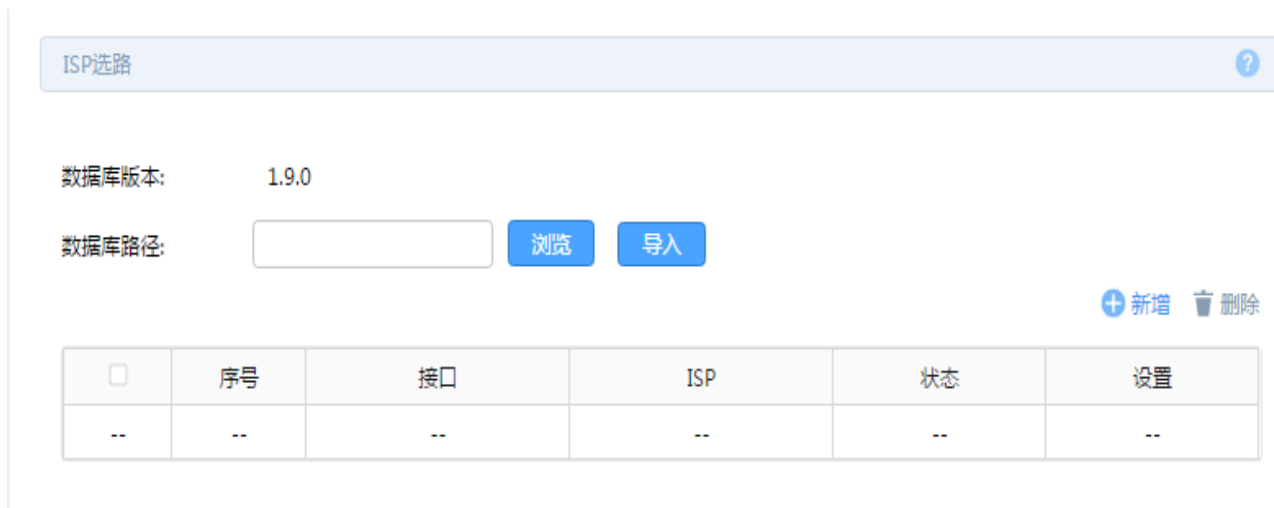 ISP选路
?
数据库版本: 1.9.0
数据库路径: 浏览 导入
新增 删除
序号 接口 ISP 状态 设置
-- -- -- -- -- --